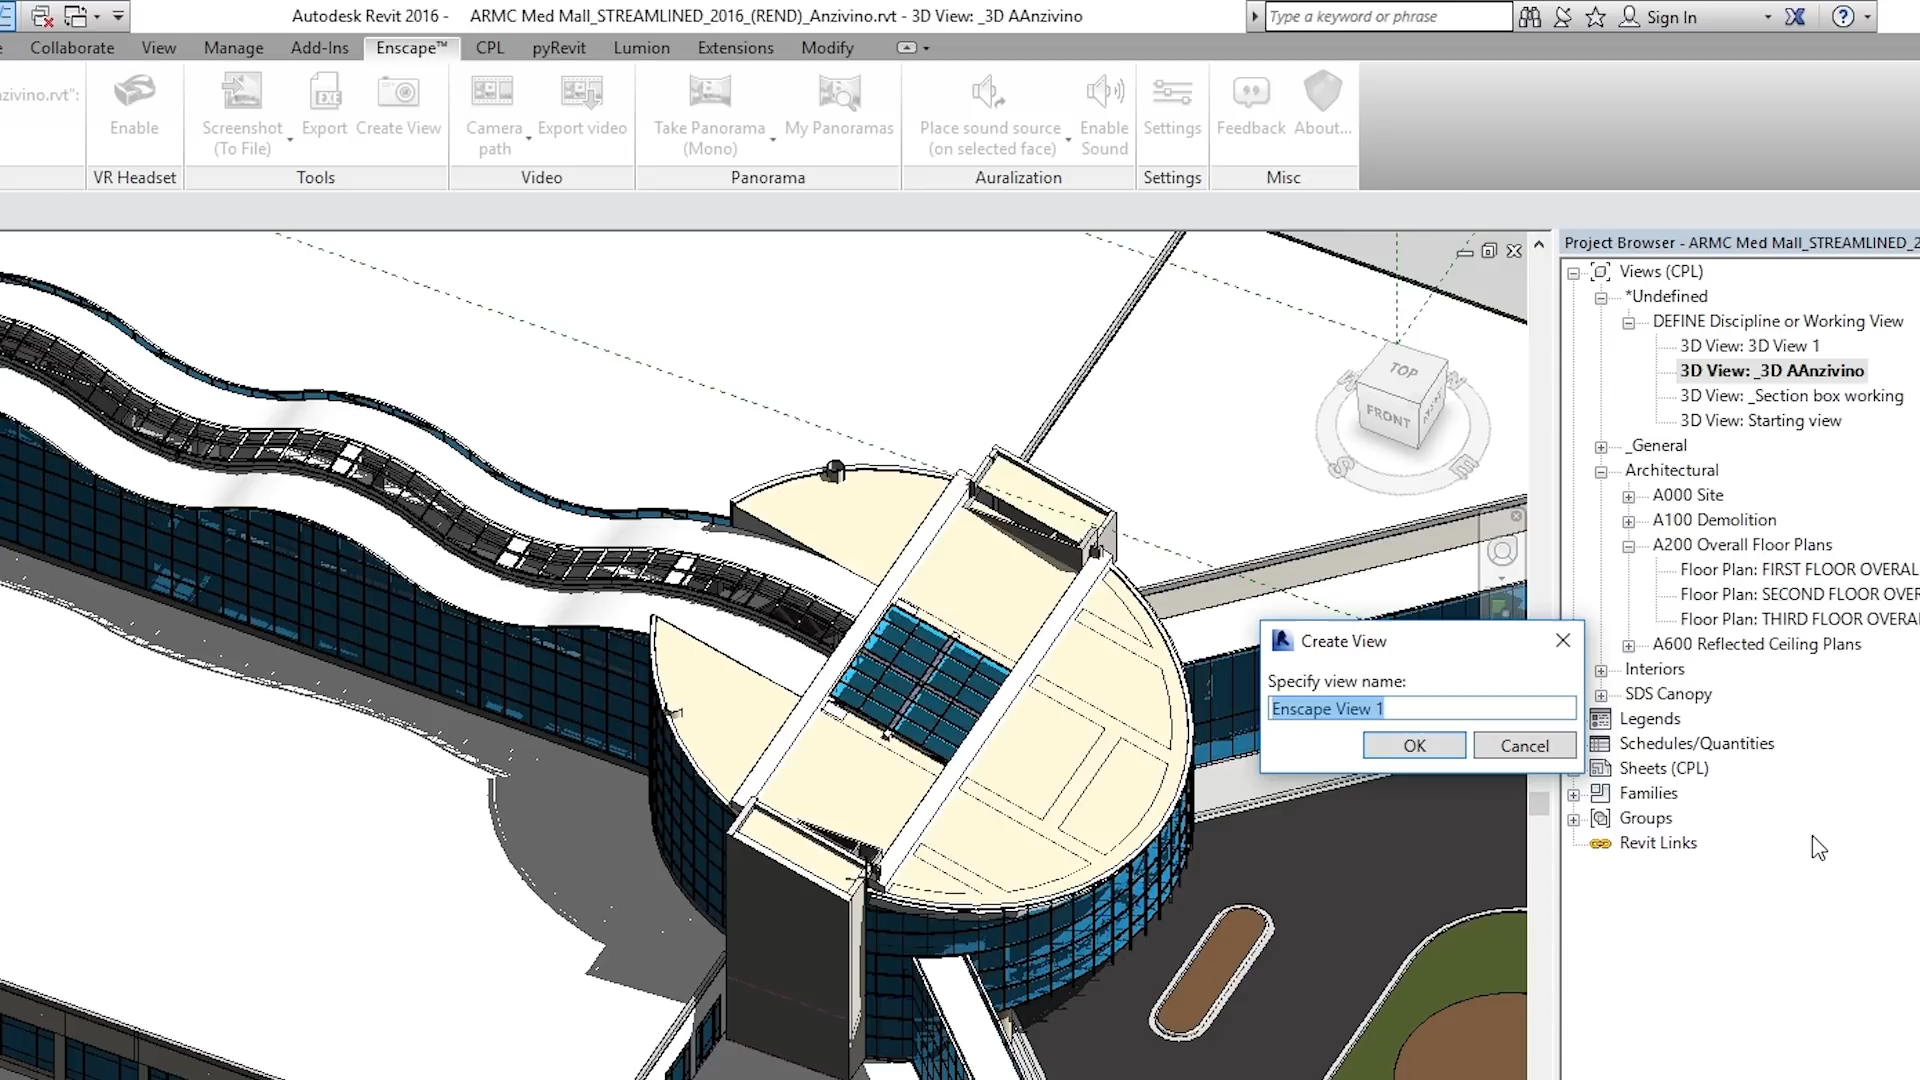 Autodesk Revit 2016 - ARMC Med Mall_STREAMLINED_2016_(REND)_Anzivino.rvt - 3D View: _3D AAnzivino
Type a keyword or phrase
Sign In
Collaborate View Manage Add-Ins Enscape™ CPL pyRevit Lumion Extensions Modify
zivino.rvt":
Enable
Screenshot
(To File)
EXE
Export
Create View
Camera
path
Export video
Take Panorama
(Mono)
My Panoramas
Place sound source
(on selected face)
Enable
Sound
Settings
Feedback
About...
VR Headset Tools Video Panorama Auralization Settings Misc
Project Browser - ARMC Med Mall_STREAMLINED_2
Views (CPL)
*Undefined
DEFINE Discipline or Working View
3D View: 3D View 1
3D View: _3D AAnzivino
3D View: _Section box working
3D View: Starting view
_General
Architectural
A000 Site
A100 Demolition
A200 Overall Floor Plans
Floor Plan: FIRST FLOOR OVERAL
Floor Plan: SECOND FLOOR OVER
Floor Plan: THIRD FLOOR OVERA
A600 Reflected Ceiling Plans
Interiors
SDS Canopy
Legends
Schedules/Quantities
Sheets (CPL)
Families
Groups
Revit Links
TOP
FRONT
S
E
Create View
Specify view name:
Enscape View 1
OK Cancel